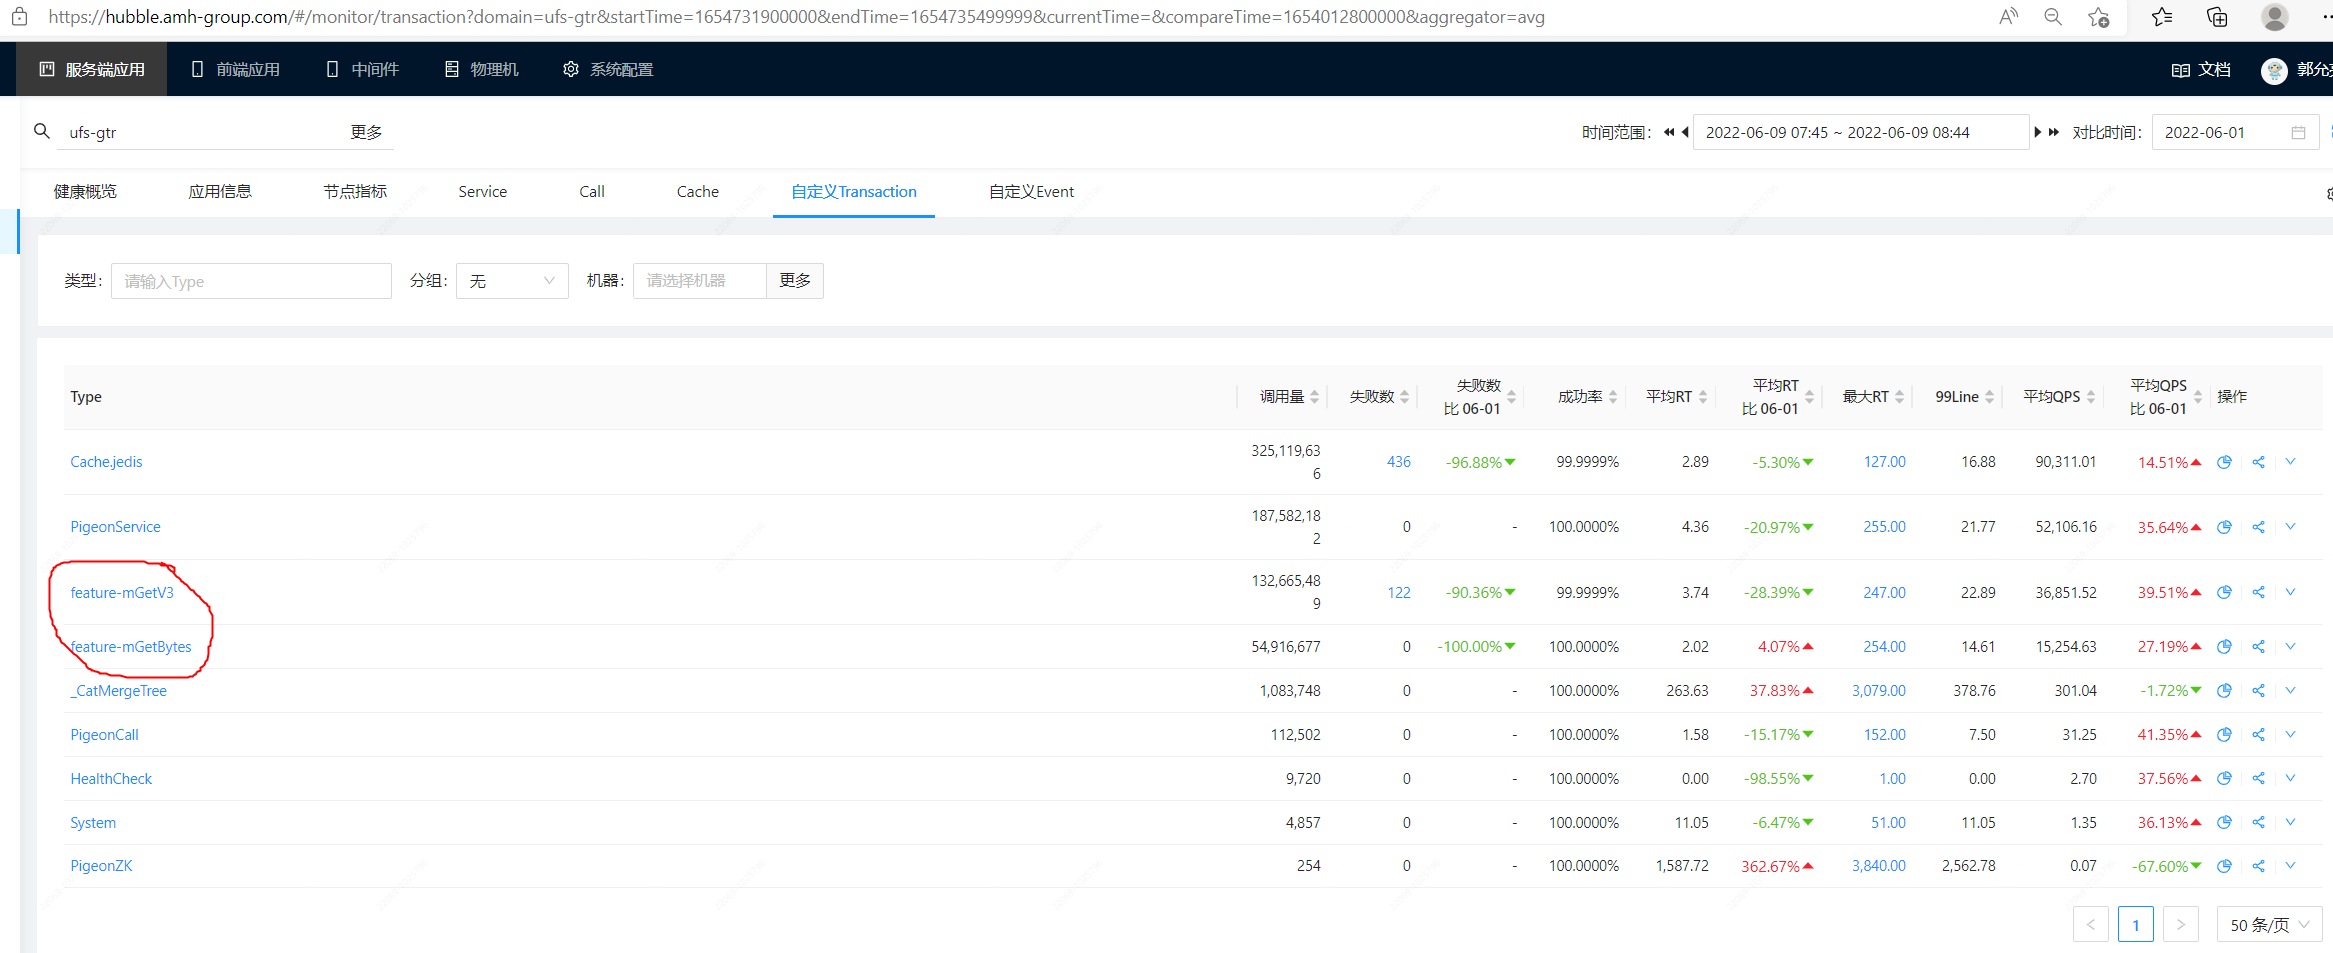 https://hubble.amh-group.com/#/monitor/transaction?domain=ufs-gtr&startTime=1654731900000&endTime=1654735499999&currentTime=&compareTime=1654012800000&aggregator=avg
服务端应用 前端应用 中间件 物理机 系统配置 文档 郭允
ufs-gtr 更多 时间范围: 2022-06-09 07:45 ~ 2022-06-09 08:44 对比时间: 2022-06-01
健康概览 应用信息 节点指标 Service Call Cache 自定义Transaction 自定义Event
类型: 请输入Type 分组: 无 机器: 请选择机器 更多
Type 调用量 失败数 失败数 比 06-01 成功率 平均RT 平均RT 比 06-01 最大RT 99Line 平均QPS 平均QPS 比 06-01 操作
Cache.jedis 325,119,636 436 -96.88% 99.9999% 2.89 -5.30% 127.00 16.88 90,311.01 14.51%
PigeonService 187,582,182 0 - 100.0000% 4.36 -20.97% 255.00 21.77 52,106.16 35.64%
feature-mGetV3 132,665,489 122 -90.36% 99.9999% 3.74 -28.39% 247.00 22.89 36,851.52 39.51%
feature-mGetBytes 54,916,677 0 -100.00% 100.0000% 2.02 4.07% 254.00 14.61 15,254.63 27.19%
_CatMergeTree 1,083,748 0 - 100.0000% 263.63 37.83% 3,079.00 378.76 301.04 -1.72%
PigeonCall 112,502 0 - 100.0000% 1.58 -15.17% 152.00 7.50 31.25 41.35%
HealthCheck 9,720 0 - 100.0000% 0.00 -98.55% 1.00 0.00 2.70 37.56%
System 4,857 0 - 100.0000% 11.05 -6.47% 51.00 11.05 1.35 36.13%
PigeonZK 254 0 - 100.0000% 1,587.72 362.67% 3,840.00 2,562.78 0.07 -67.60%
< 1 > 50 条/页